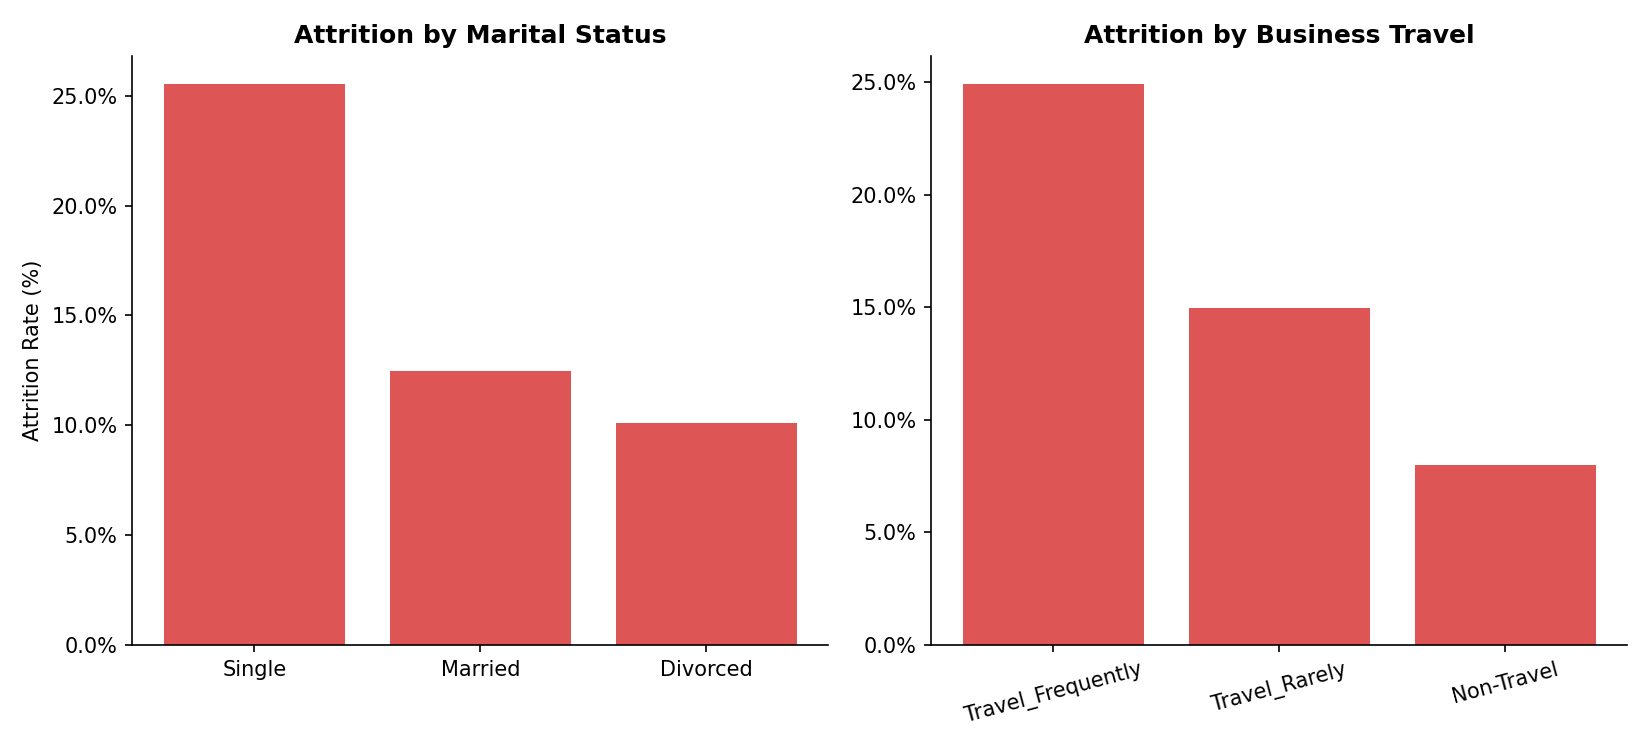 Attrition by Marital Status
Attrition Rate (%)
25.0%
20.0%
15.0%
10.0%
5.0%
0.0%
Single
Married
Divorced
Attrition by Business Travel
25.0%
20.0%
15.0%
10.0%
5.0%
0.0%
Travel_Frequently
Travel_Rarely
Non-Travel